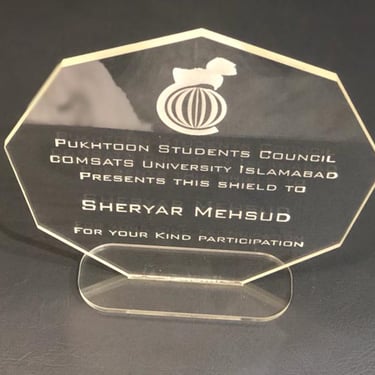 Pukhtoon Students Council
COMSATS University Islamabad
Presents this shield to
Sheryar Mehsud
For your Kind participation